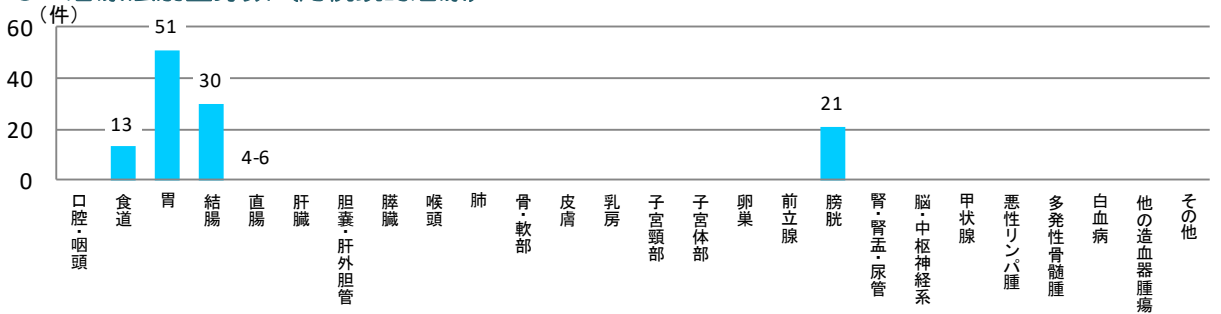 60 (件)
51
40
30
20
13
21
4-6
0
口腔・咽頭
食道
胃
結腸
直腸
肝臓
胆嚢・肝外胆管
膵臓
喉頭
肺
骨・軟部
皮膚
乳房
子宮頸部
子宮体部
卵巣
前立腺
膀胱
腎・腎盂・尿管
脳・中枢神経系
甲状腺
悪性リンパ腫
多発性骨髄腫
白血病
他の造血器腫瘍
その他